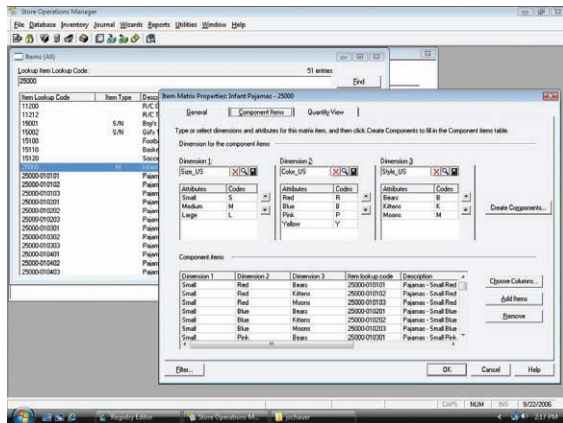 Store Operations Manager
File Database Inventory Journal Wizards Reports Utilities Window Help
Items (All)
Lookup Item Lookup Code:
51 entries
25000
Find
Item Lookup Code Item Type
11200 R/C
11212 R/C
15001 S/N Boy's
15002 S/N Girl's
15100
15110
15120
25000 M
25000-010101
25000-010102
25000-010103
25000-010201
25000-010202
25000-010203
25000-010301
25000-010302
25000-010303
25000-010401
25000-010402
25000-010403
Item Matrix Properties: Infant Pajamas - 25000
General Component Items Quantity View
Type or select dimensions and attributes for this matrix item, and then click Create Components to fill in the Component items table.
Dimension for the component items
Dimension 1: Dimension 2: Dimension 3:
Size_US Color_US Style_US
Attributes Codes Attributes Codes Attributes Codes
Small S Red R Bears B
Medium M Blue B Kittens K
Large L Pink P Moons M
Yellow Y
Create Components...
Component items
Dimension 1 Dimension 2 Dimension 3 Item lookup code Description
Small Red Bears 25000-010101 Pajamas - Small Red
Small Red Kittens 25000-010102 Pajamas - Small Red
Small Red Moons 25000-010103 Pajamas - Small Red
Small Blue Bears 25000-010201 Pajamas - Small Blue
Small Blue Kittens 25000-010202 Pajamas - Small Blue
Small Blue Moons 25000-010203 Pajamas - Small Blue
Small Pink Bears 25000-010301 Pajamas - Small Pink
Choose Columns...
Add Items
Remove
Filter...
OK Cancel Help
CAPS NUM INS 9/22/2006
Registry Editor Store Operations M... jschauer 2:17 PM